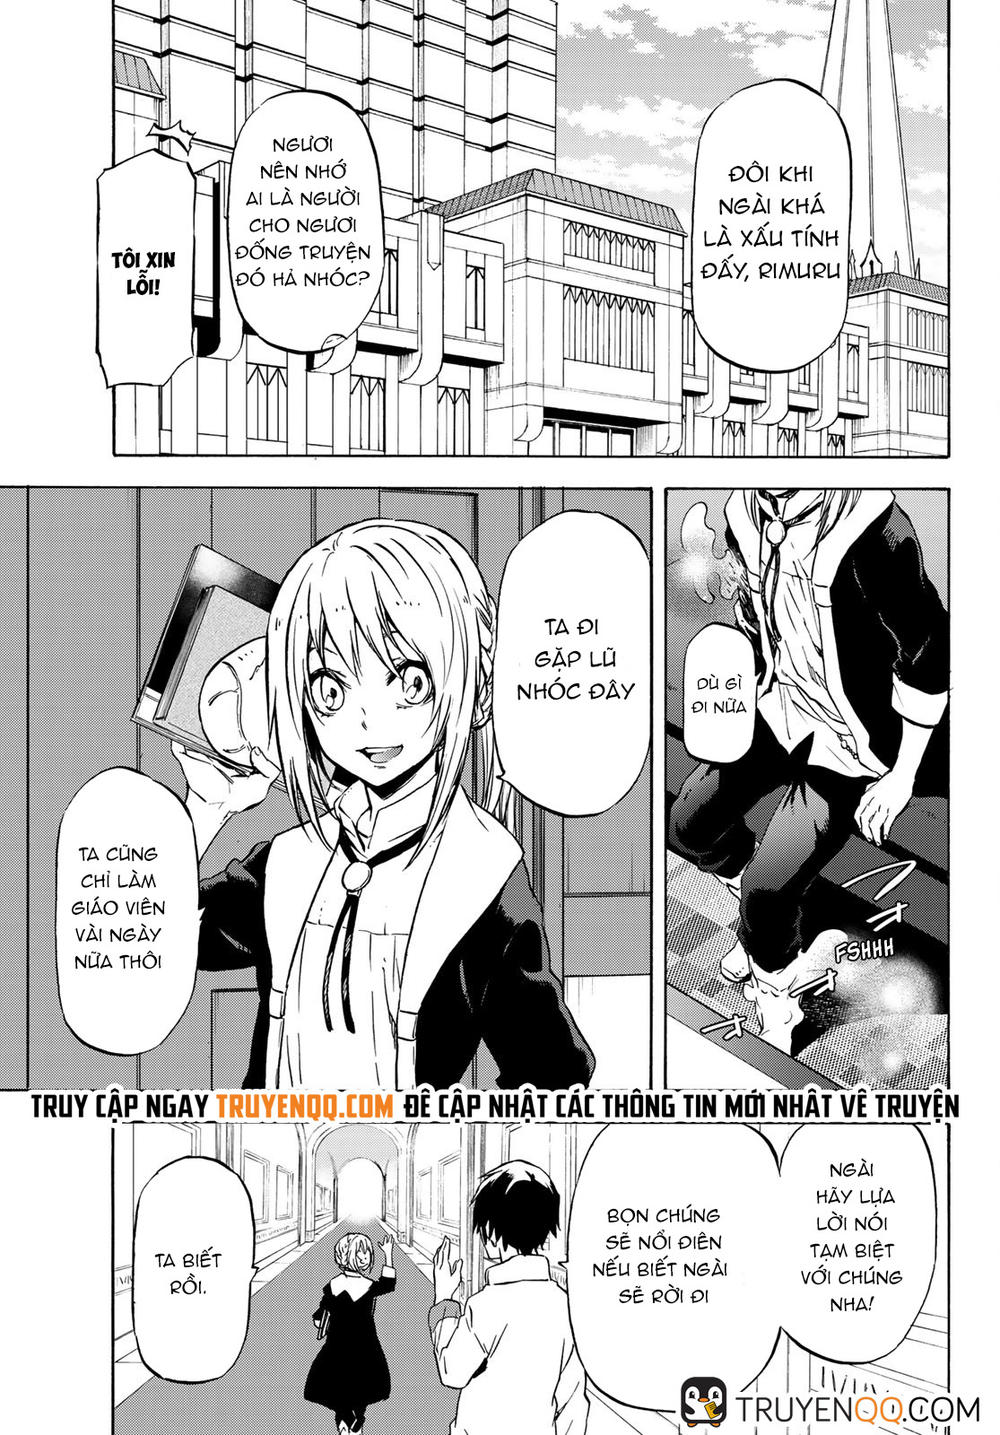 ĐÔI KHI
NGÀI KHÁ
LÀ XẤU TÍNH
ĐẤY, RIMURU
NGƯƠI
NÊN NHỚ
AI LÀ NGƯỜI
CHO NGƯƠI
ĐỐNG TRUYỆN
ĐÓ HẢ NHÓC?
TÔI XIN
LỖI!
DÙ GÌ
ĐI NỮA
FSHHH
TA ĐI
GẶP LŨ
NHÓC ĐÂY
TA CŨNG
CHỈ LÀM
GIÁO VIÊN
VÀI NGÀY
NỮA THÔI
TRUY CẬP NGAY TRUYENQQ.COM ĐỂ CẬP NHẬT CÁC THÔNG TIN MỚI NHẤT VỀ TRUYỆN
NGÀI
HÃY LỰA
LỜI NÓI
TẠM BIỆT
VỚI CHÚNG
NHA!
BỌN CHÚNG
SẼ NỔI ĐIÊN
NẾU BIẾT NGÀI
SẼ RỜI ĐI
TA BIẾT
RỒI.
TRUYENQQ.COM